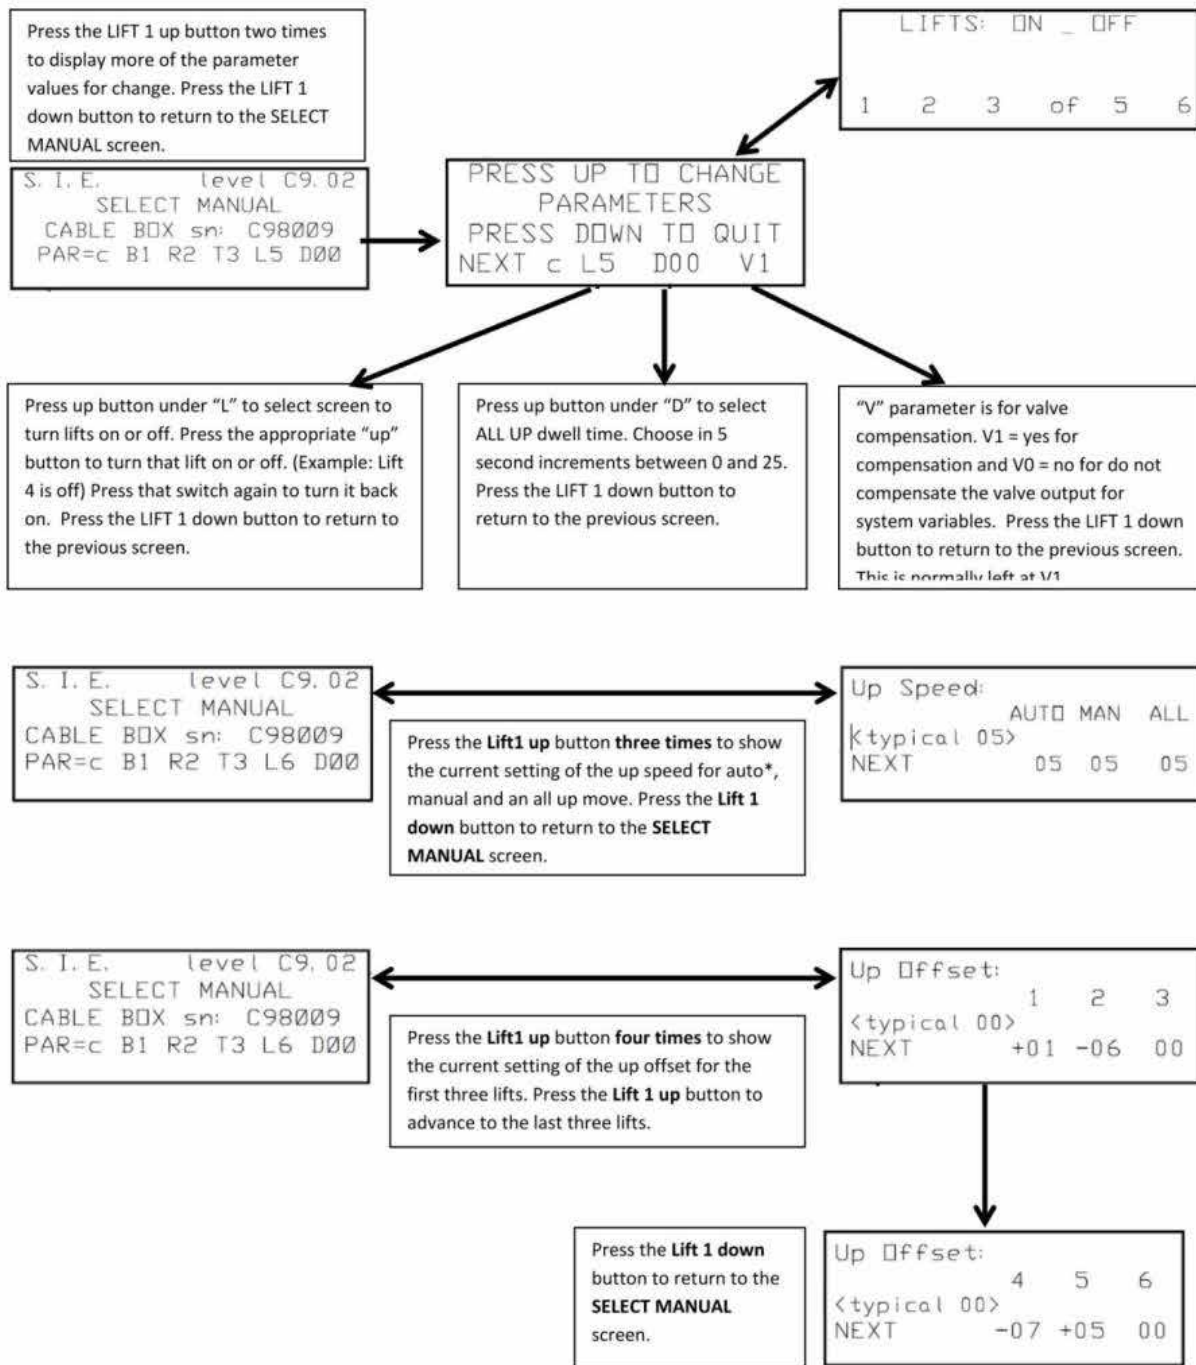 Press the LIFT 1 up button two times
to display more of the parameter
values for change. Press the LIFT 1
down button to return to the SELECT
MANUAL screen.
LIFTS: ON _ OFF
1 2 3 of 5 6
S. I. E. level C9.02
SELECT MANUAL
CABLE BOX sn: C98009
PAR=c B1 R2 T3 L5 D00
PRESS UP TO CHANGE
PARAMETERS
PRESS DOWN TO QUIT
NEXT c L5 D00 V1
Press up button under “L” to select screen to
turn lifts on or off. Press the appropriate “up”
button to turn that lift on or off. (Example: Lift
4 is off) Press that switch again to turn it back
on. Press the LIFT 1 down button to return to
the previous screen.
Press up button under “D” to select
ALL UP dwell time. Choose in 5
second increments between 0 and 25.
Press the LIFT 1 down button to
return to the previous screen.
“V” parameter is for valve
compensation. V1 = yes for
compensation and V0 = no for do not
compensate the valve output for
system variables. Press the LIFT 1 down
button to return to the previous screen.
This is normally left at V1
S. I. E. level C9.02
SELECT MANUAL
CABLE BOX sn: C98009
PAR=c B1 R2 T3 L6 D00
Press the Lift1 up button three times to show
the current setting of the up speed for auto*,
manual and an all up move. Press the Lift 1
down button to return to the SELECT
MANUAL screen.
Up Speed:
AUTO MAN ALL
<typical 05>
NEXT 05 05 05
S. I. E. level C9.02
SELECT MANUAL
CABLE BOX sn: C98009
PAR=c B1 R2 T3 L6 D00
Press the Lift1 up button four times to show
the current setting of the up offset for the
first three lifts. Press the Lift 1 up button to
advance to the last three lifts.
Up Offset:
1 2 3
<typical 00>
NEXT +01 -06 00
Press the Lift 1 down
button to return to the
SELECT MANUAL
screen.
Up Offset:
4 5 6
<typical 00>
NEXT -07 +05 00